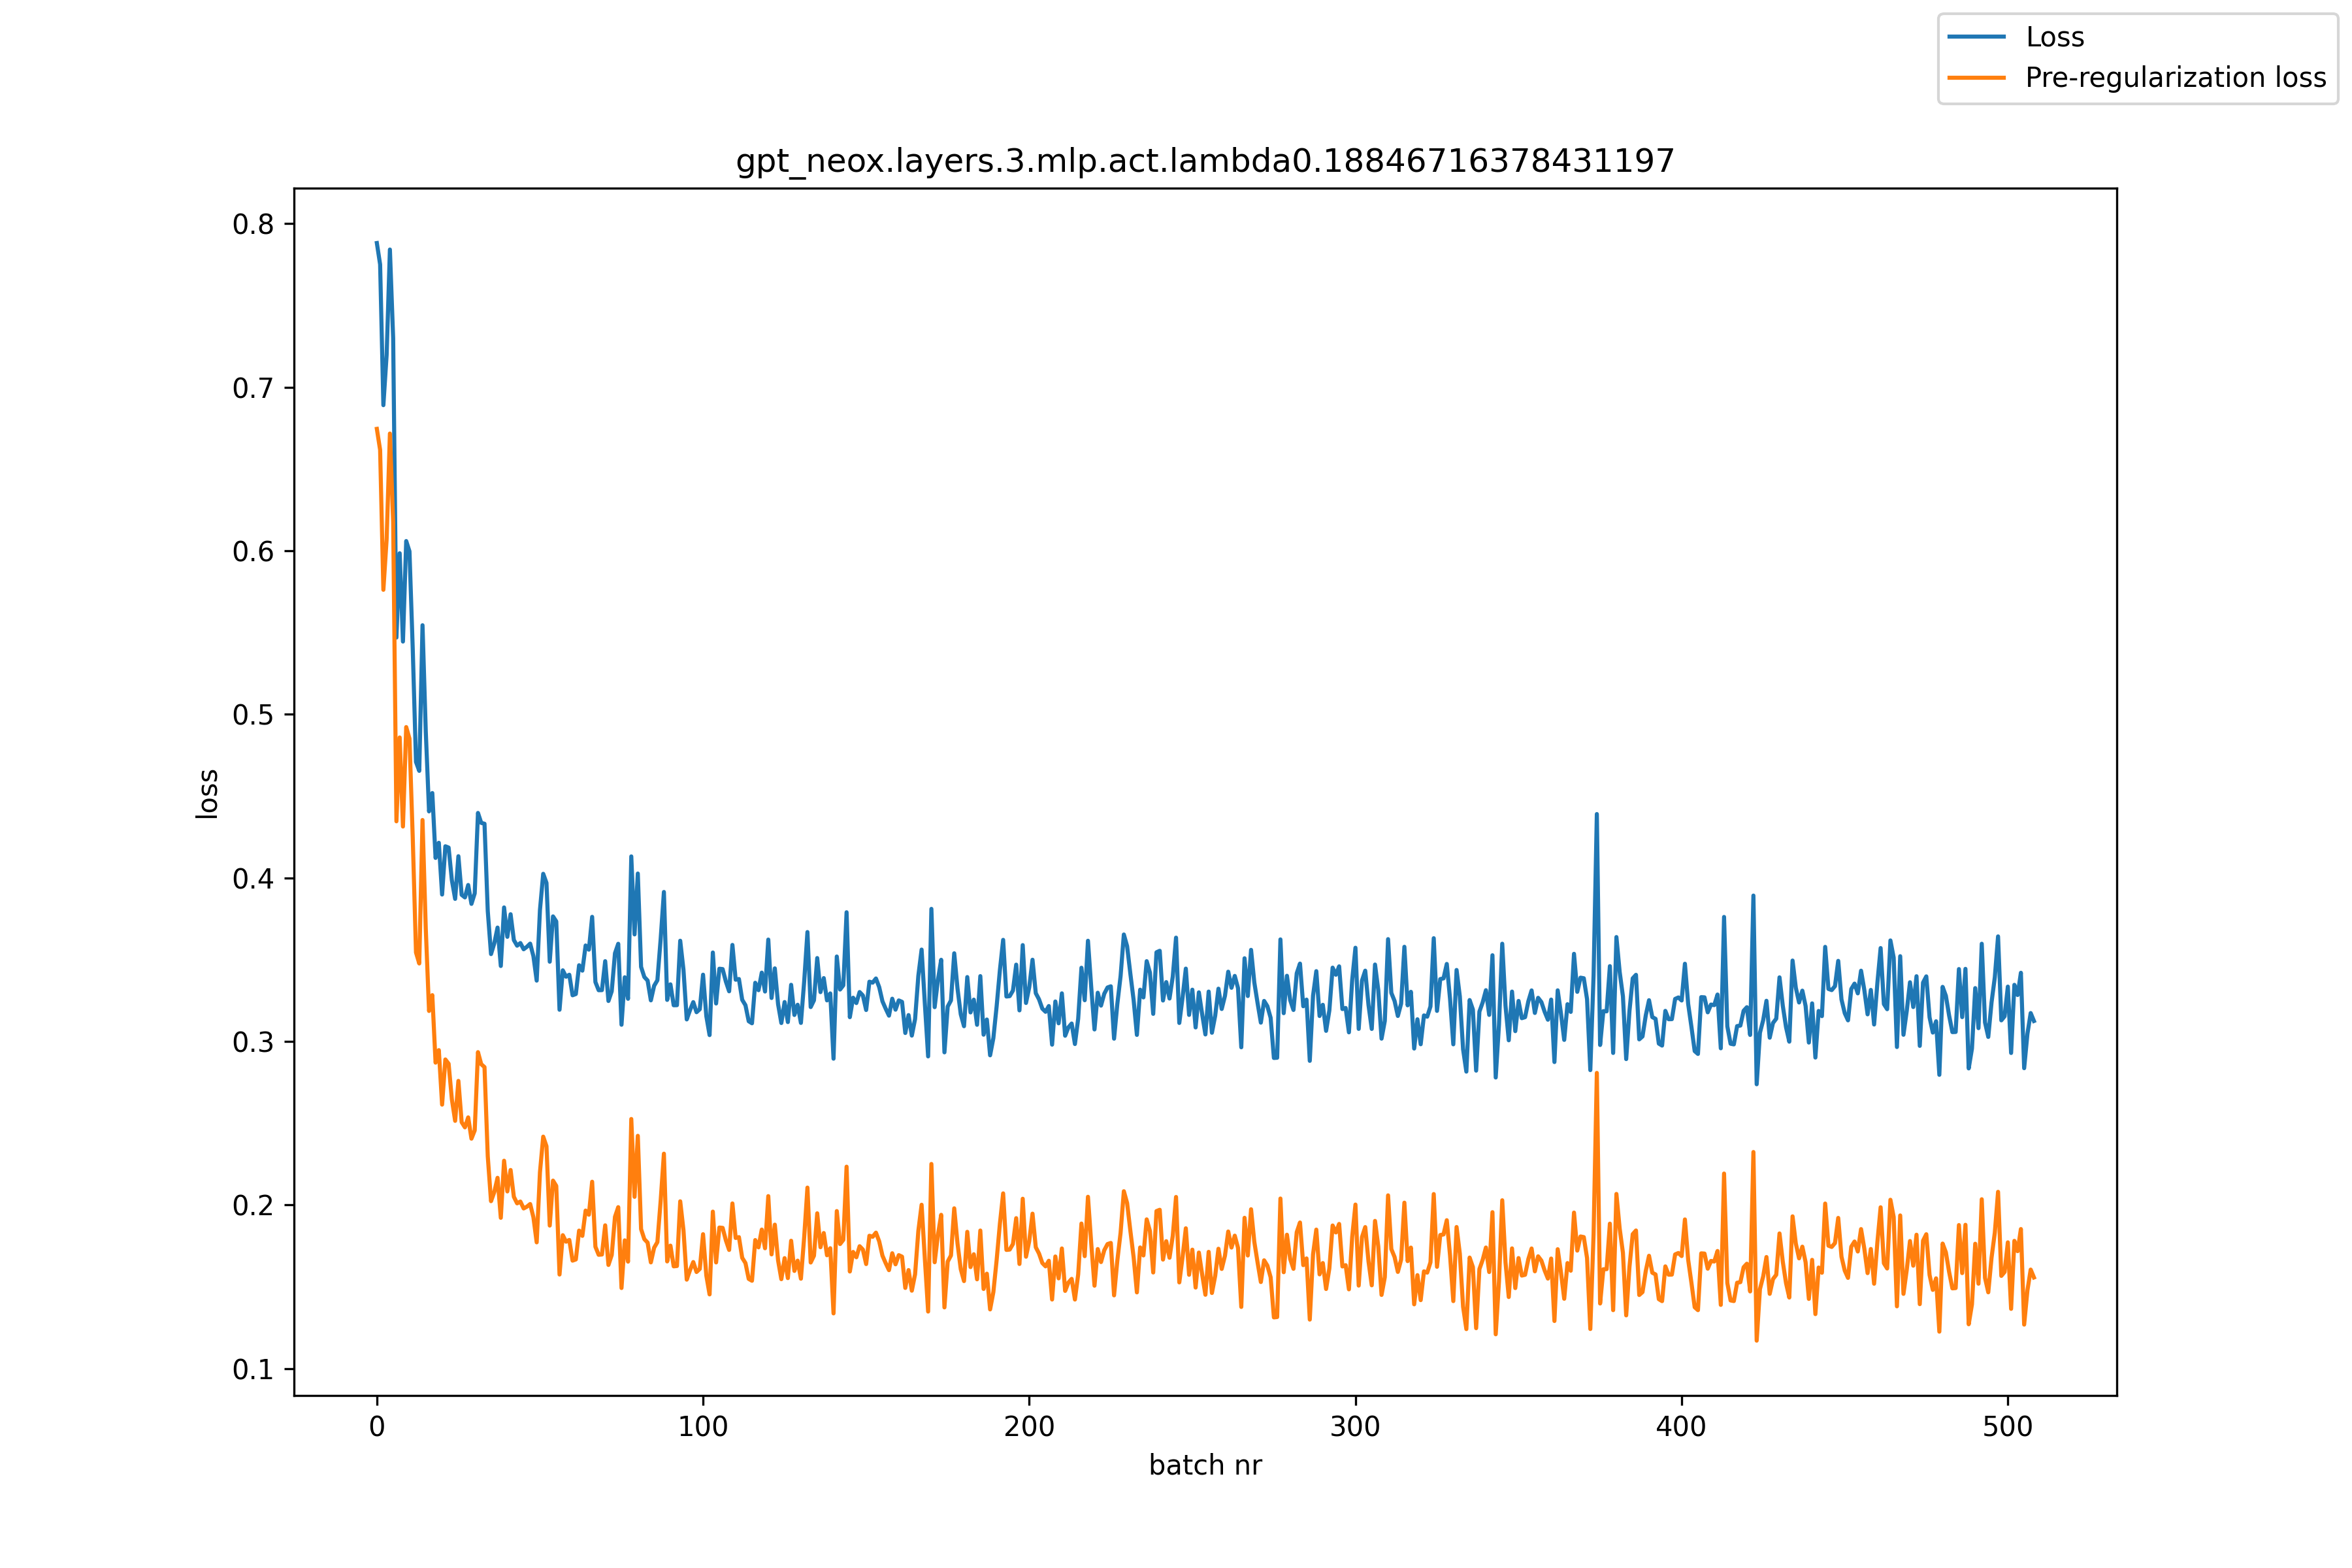 Loss
Pre-regularization loss
gpt_neox.layers.3.mlp.act.lambda0.18846716378431197
0.8
0.7
0.6
0.5
0.4
0.3
0.2
0.1
loss
0 100 200 300 400 500
batch nr